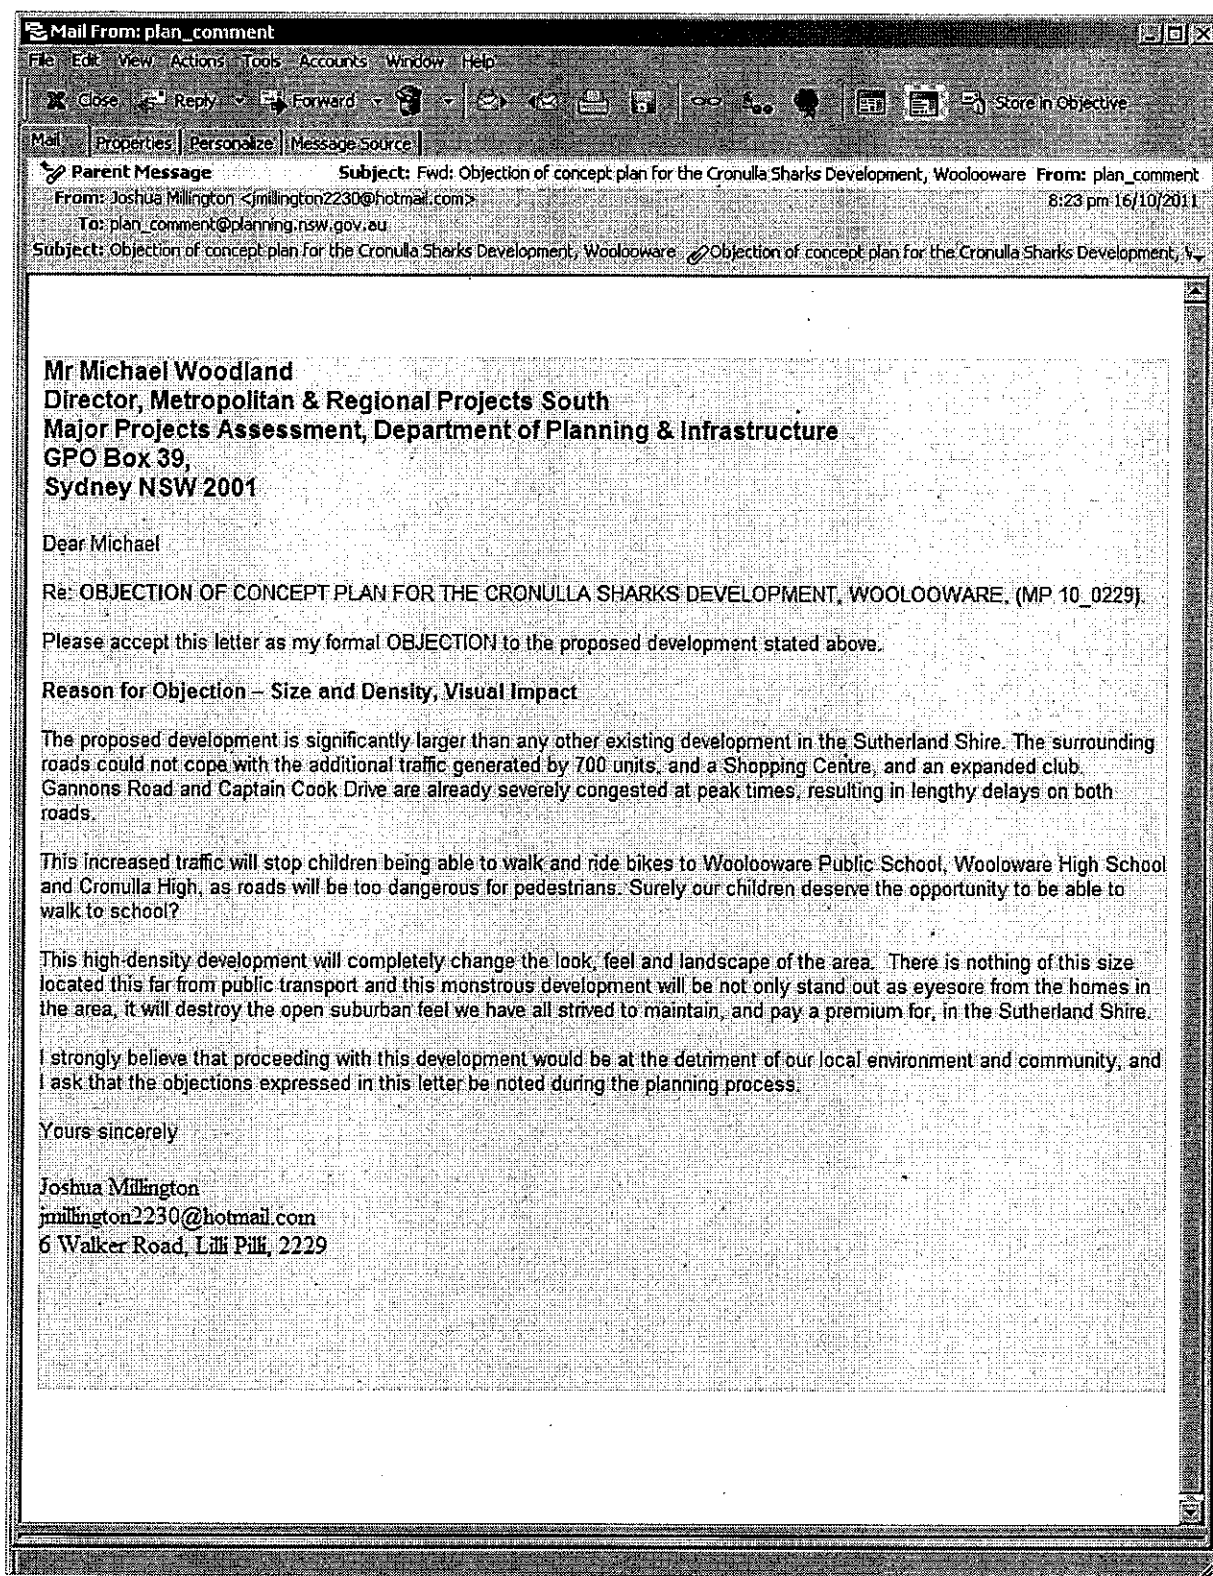 Mail From: plan_comment
File Edit View Actions Tools Accounts Window Help
Close Reply Forward Store in Objective
Mail Properties Personalize Message Source
Parent Message Subject: Fwd: Objection of concept plan for the Cronulla Sharks Development, Woolooware From: plan_comment
From: Joshua Millington <jmillington2230@hotmail.com> 8:23 pm 16/10/2011
To: plan_comment@planning.nsw.gov.au
Subject: Objection of concept plan for the Cronulla Sharks Development, Woolooware Objection of concept plan for the Cronulla Sharks Development,
Mr Michael Woodland
Director, Metropolitan & Regional Projects South
Major Projects Assessment, Department of Planning & Infrastructure
GPO Box 39,
Sydney NSW 2001
Dear Michael
Re: OBJECTION OF CONCEPT PLAN FOR THE CRONULLA SHARKS DEVELOPMENT, WOOLOOWARE, (MP 10_0229).
Please accept this letter as my formal OBJECTION to the proposed development stated above.
Reason for Objection – Size and Density, Visual Impact
The proposed development is significantly larger than any other existing development in the Sutherland Shire. The surrounding
roads could not cope with the additional traffic generated by 700 units, and a Shopping Centre, and an expanded club.
Gannons Road and Captain Cook Drive are already severely congested at peak times, resulting in lengthy delays on both
roads.
This increased traffic will stop children being able to walk and ride bikes to Woolooware Public School, Wooloware High School
and Cronulla High, as roads will be too dangerous for pedestrians. Surely our children deserve the opportunity to be able to
walk to school?
This high-density development will completely change the look, feel and landscape of the area. There is nothing of this size
located this far from public transport and this monstrous development will be not only stand out as eyesore from the homes in
the area, it will destroy the open suburban feel we have all strived to maintain, and pay a premium for, in the Sutherland Shire.
I strongly believe that proceeding with this development would be at the detriment of our local environment and community, and
I ask that the objections expressed in this letter be noted during the planning process.
Yours sincerely
Joshua Millington
jmillington2230@hotmail.com
6 Walker Road, Lilli Pilli, 2229